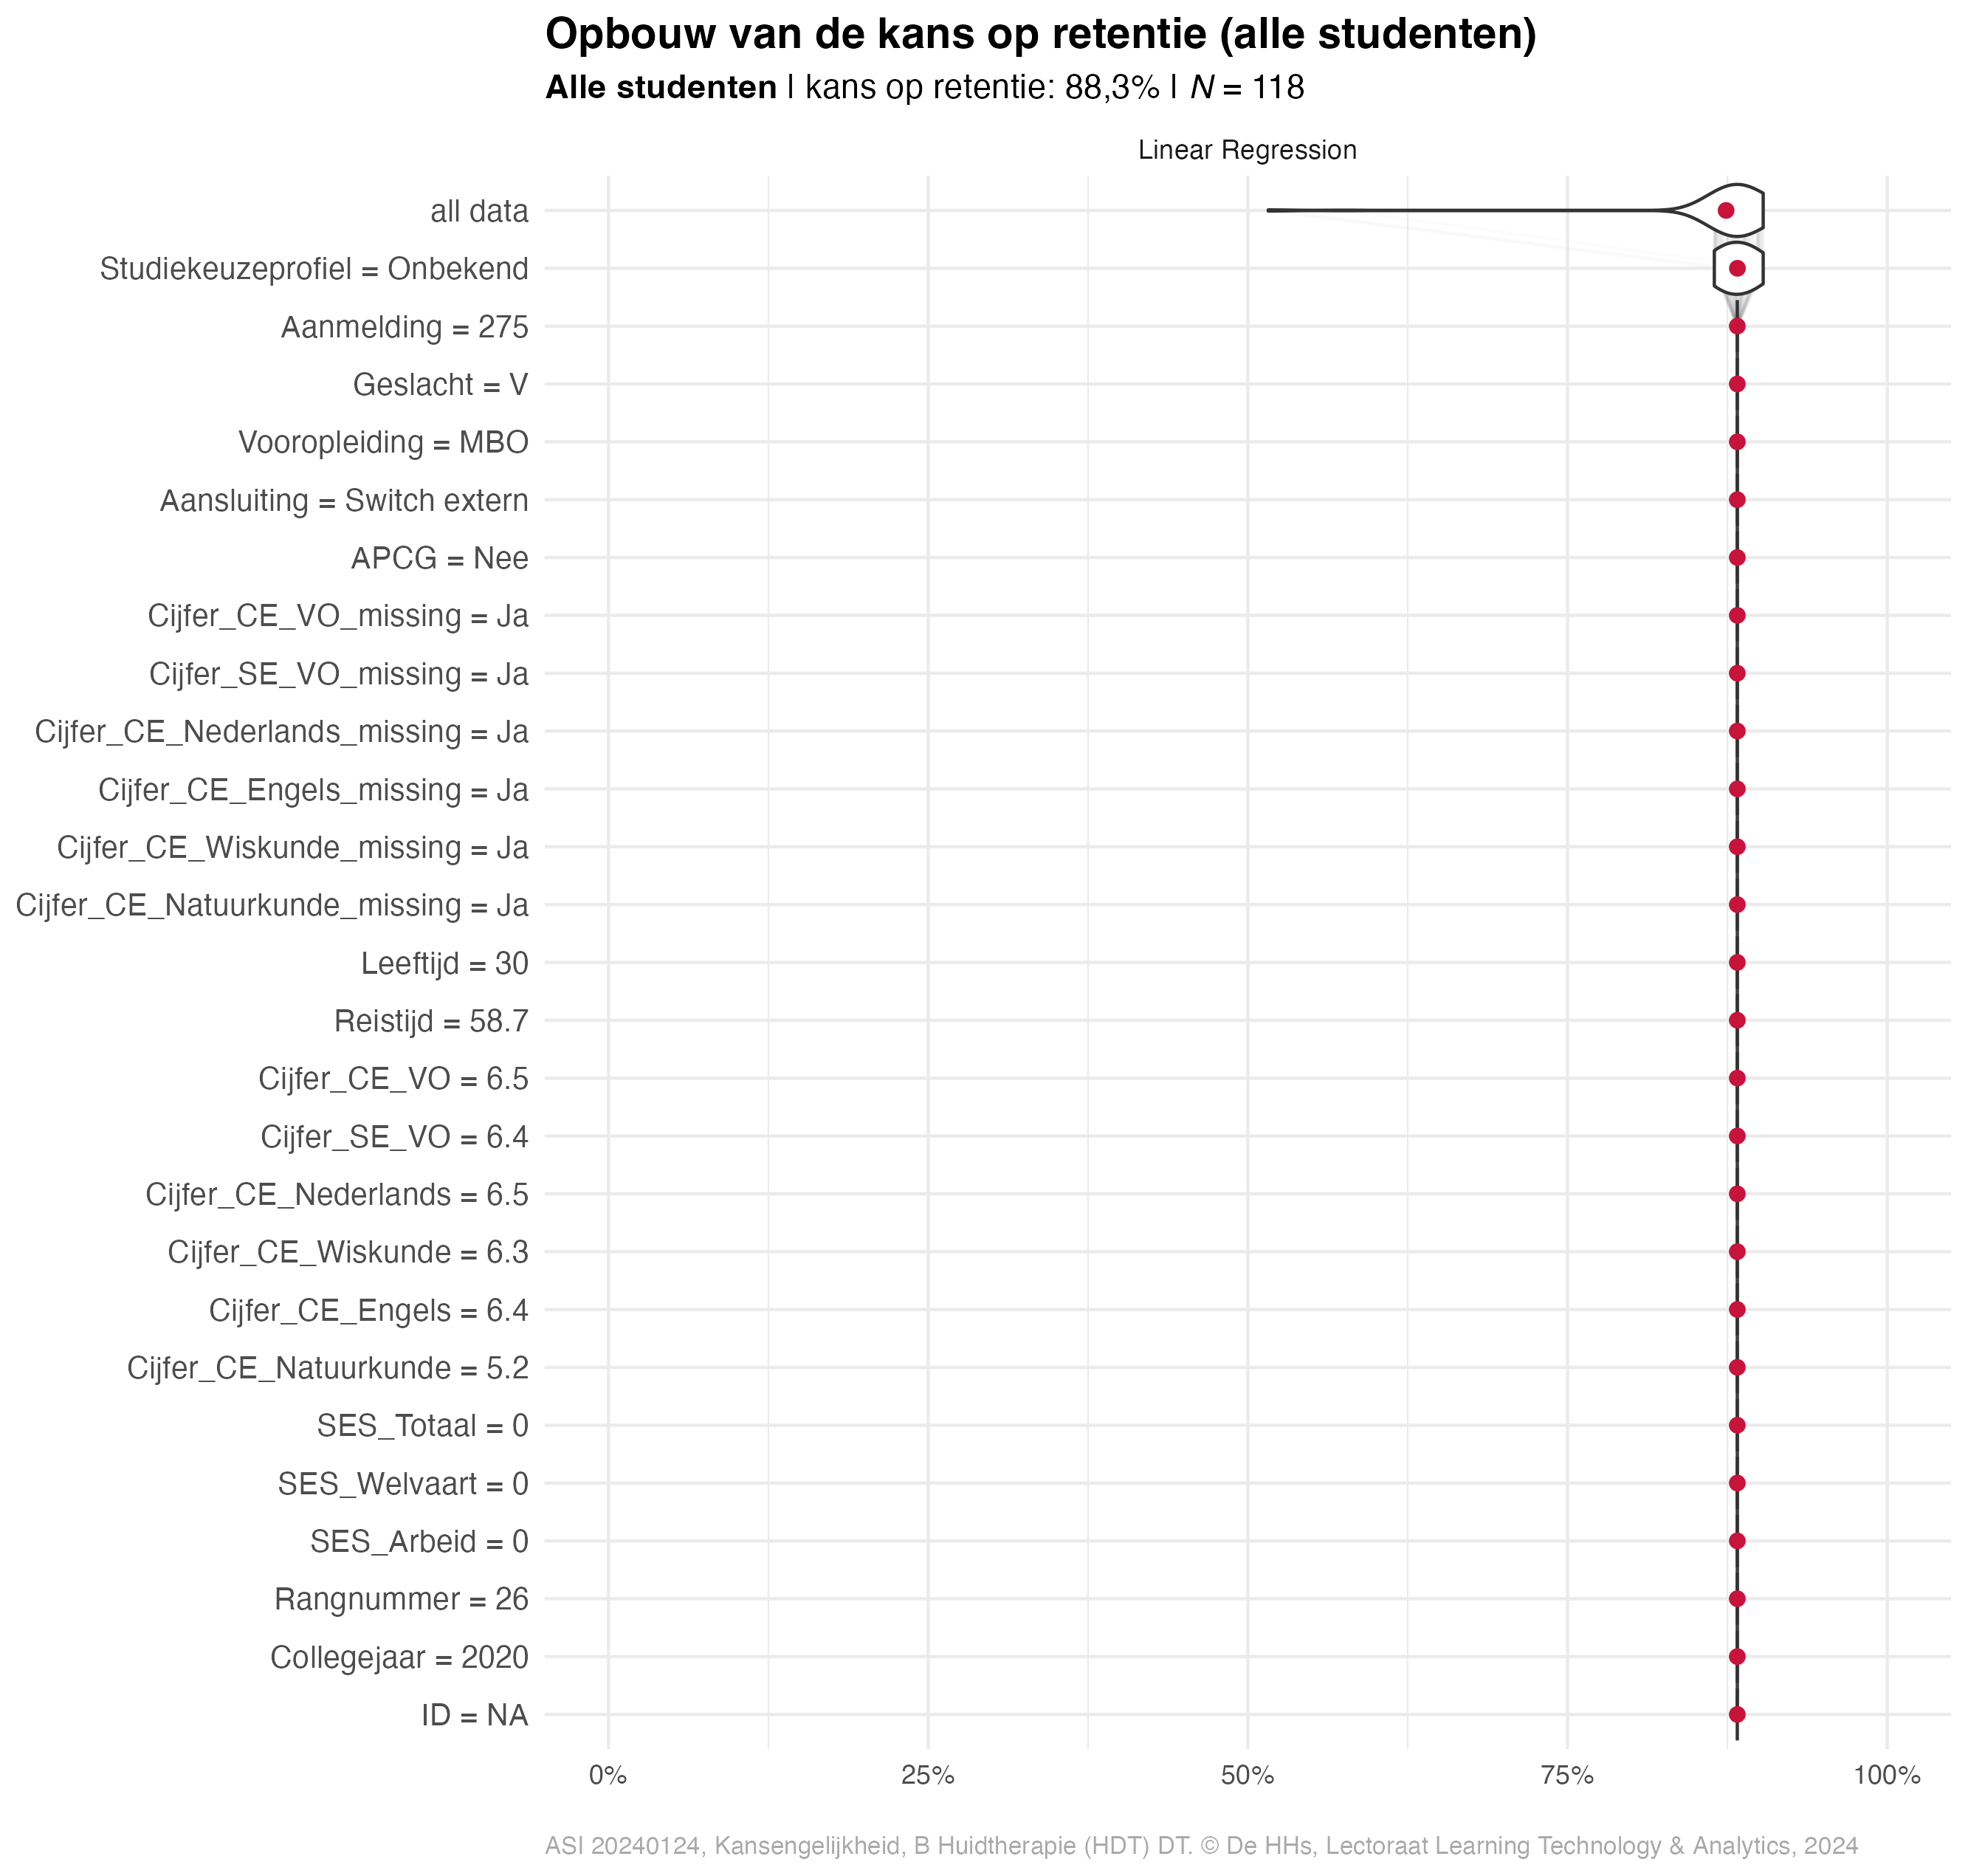 Opbouw van de kans op retentie (alle studenten)
Alle studenten | kans op retentie: 88,3% | N = 118
Linear Regression
all data
Studiekeuzeprofiel = Onbekend
Aanmelding = 275
Geslacht = V
Vooropleiding = MBO
Aansluiting = Switch extern
APCG = Nee
Cijfer_CE_VO_missing = Ja
Cijfer_SE_VO_missing = Ja
Cijfer_CE_Nederlands_missing = Ja
Cijfer_CE_Engels_missing = Ja
Cijfer_CE_Wiskunde_missing = Ja
Cijfer_CE_Natuurkunde_missing = Ja
Leeftijd = 30
Reistijd = 58.7
Cijfer_CE_VO = 6.5
Cijfer_SE_VO = 6.4
Cijfer_CE_Nederlands = 6.5
Cijfer_CE_Wiskunde = 6.3
Cijfer_CE_Engels = 6.4
Cijfer_CE_Natuurkunde = 5.2
SES_Totaal = 0
SES_Welvaart = 0
SES_Arbeid = 0
Rangnummer = 26
Collegejaar = 2020
ID = NA
0% 25% 50% 75% 100%
ASI 20240124, Kansengelijkheid, B Huidtherapie (HDT) DT. © De HHs, Lectoraat Learning Technology & Analytics, 2024